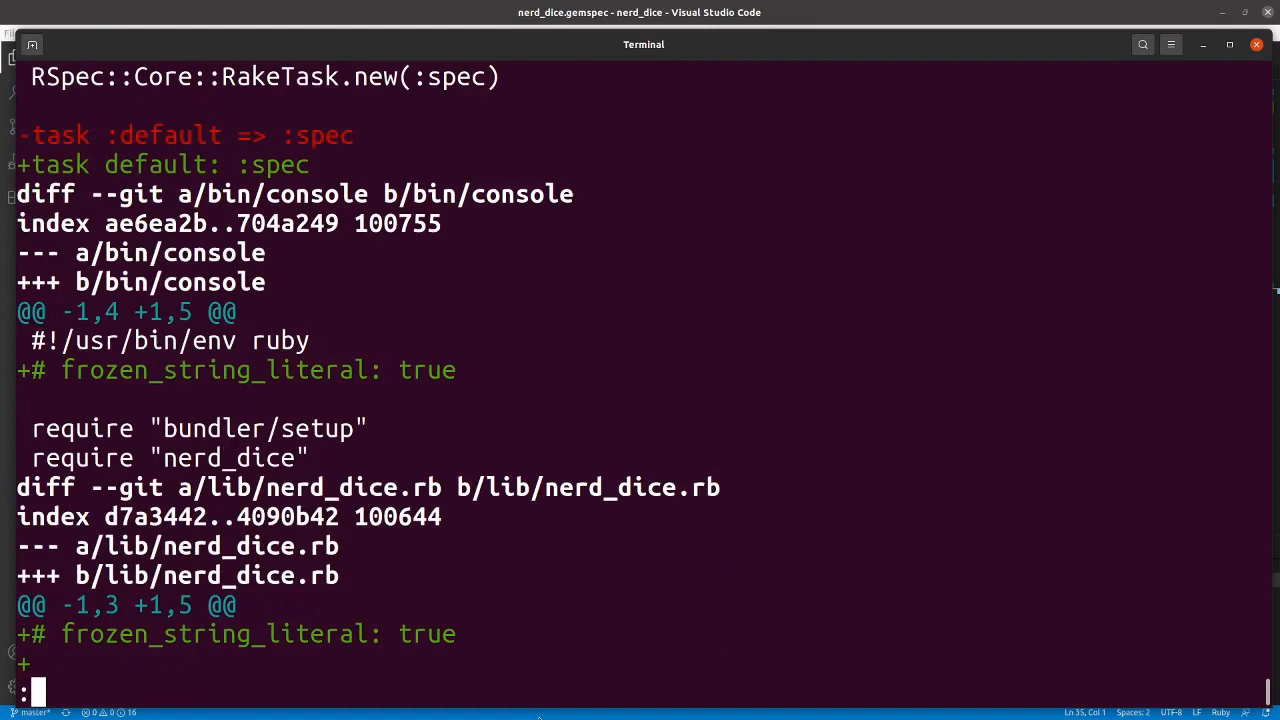 nerd_dice.gemspec - nerd_dice - Visual Studio Code
Terminal
 RSpec::Core::RakeTask.new(:spec)
-task :default => :spec
+task default: :spec
diff --git a/bin/console b/bin/console
index ae6ea2b..704a249 100755
--- a/bin/console
+++ b/bin/console
@@ -1,4 +1,5 @@
 #!/usr/bin/env ruby
+# frozen_string_literal: true
 require "bundler/setup"
 require "nerd_dice"
diff --git a/lib/nerd_dice.rb b/lib/nerd_dice.rb
index d7a3442..4090b42 100644
--- a/lib/nerd_dice.rb
+++ b/lib/nerd_dice.rb
@@ -1,3 +1,5 @@
+# frozen_string_literal: true
+
:
master* 0 0 16 Ln 35, Col 1 Spaces: 2 UTF-8 LF Ruby